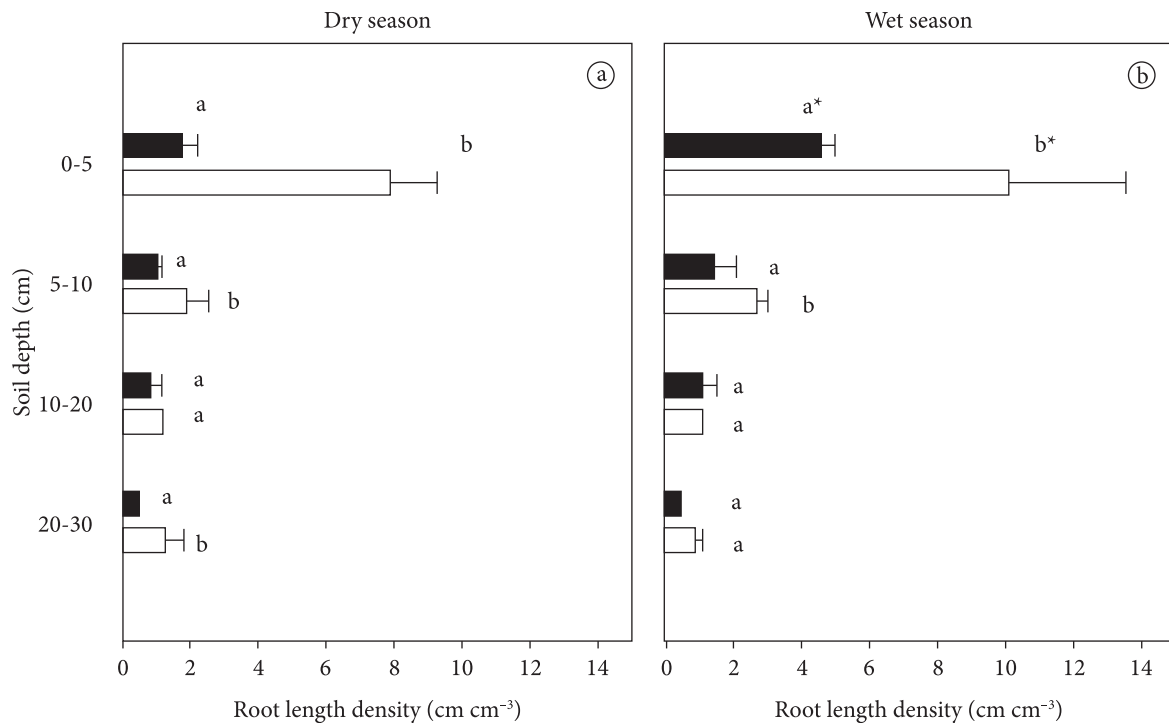 Dry season
Wet season
a
b
a
a*
b
b*
0-5
a
a
5-10
b
b
Soil depth (cm)
a
a
10-20
a
a
a
a
20-30
b
a
0 2 4 6 8 10 12 14
0 2 4 6 8 10 12 14
Root length density (cm cm⁻³)
Root length density (cm cm⁻³)